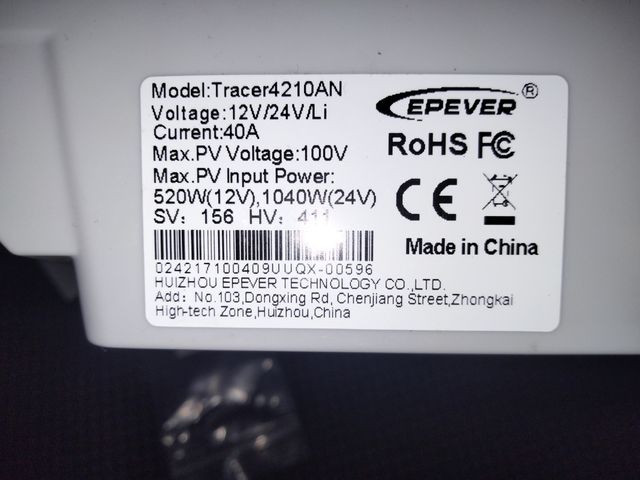 Model:Tracer4210AN
Voltage:12V/24V/Li
Current:40A
Max.PV Voltage:100V
Max.PV Input Power:
520W(12V),1040W(24V)
SV: 156 HV: 411
024217100409UUQX-00596
HUIZHOU EPEVER TECHNOLOGY CO.,LTD.
Add: No.103,Dongxing Rd, Chenjiang Street,Zhongkai
High-tech Zone,Huizhou,China
EPEVER®
RoHS FC
CE
Made in China